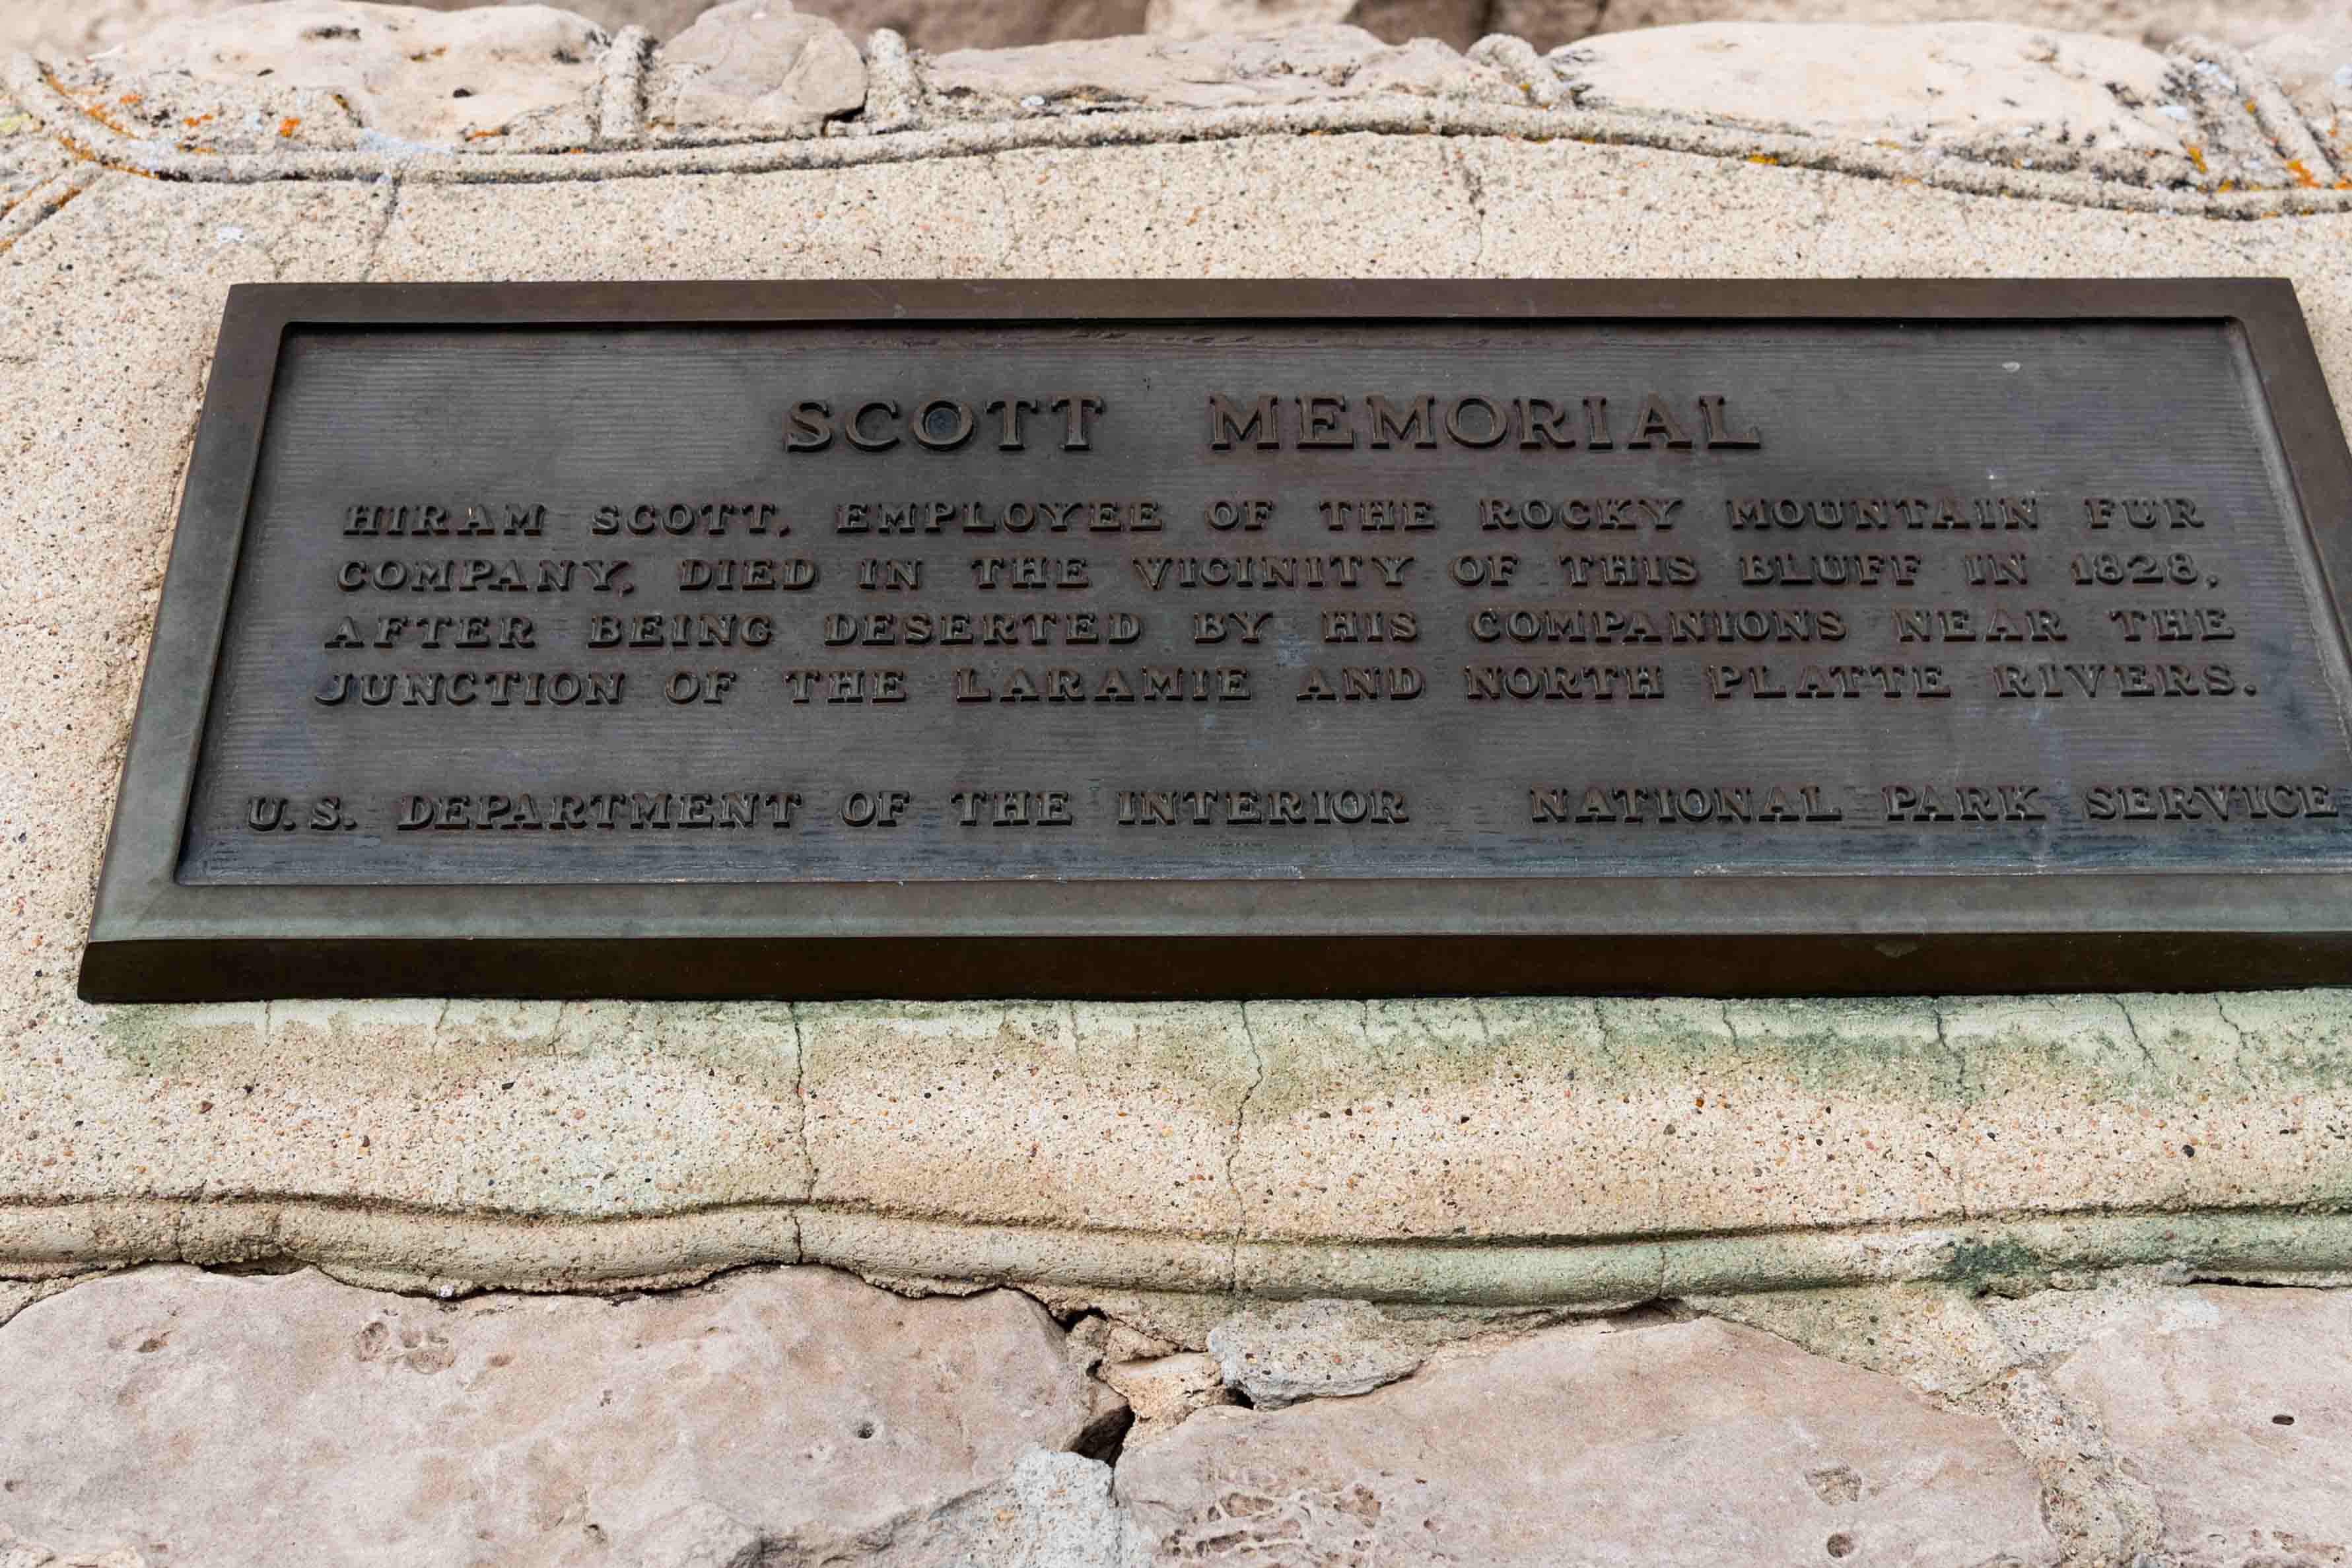 SCOTT MEMORIAL
HIRAM SCOTT, EMPLOYEE OF THE ROCKY MOUNTAIN FUR
COMPANY, DIED IN THE VICINITY OF THIS BLUFF IN 1828,
AFTER BEING DESERTED BY HIS COMPANIONS NEAR THE
JUNCTION OF THE LARAMIE AND NORTH PLATTE RIVERS.
U.S. DEPARTMENT OF THE INTERIOR NATIONAL PARK SERVICE